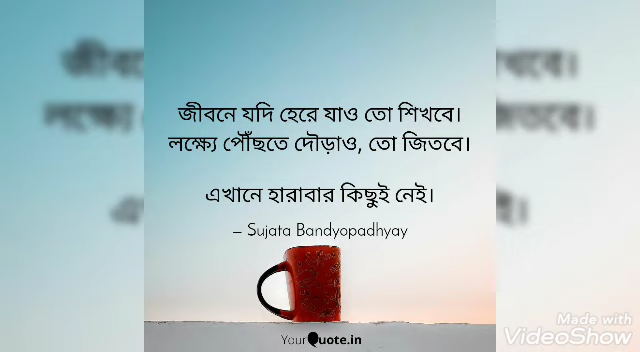 জীবনে যদি হেরে যাও তো শিখবে।
লক্ষ্যে পৌঁছতে দৌড়াও, তো জিতবে।
এখানে হারাবার কিছুই নেই।
– Sujata Bandyopadhyay
YourQuote.in
Made with
VideoShow